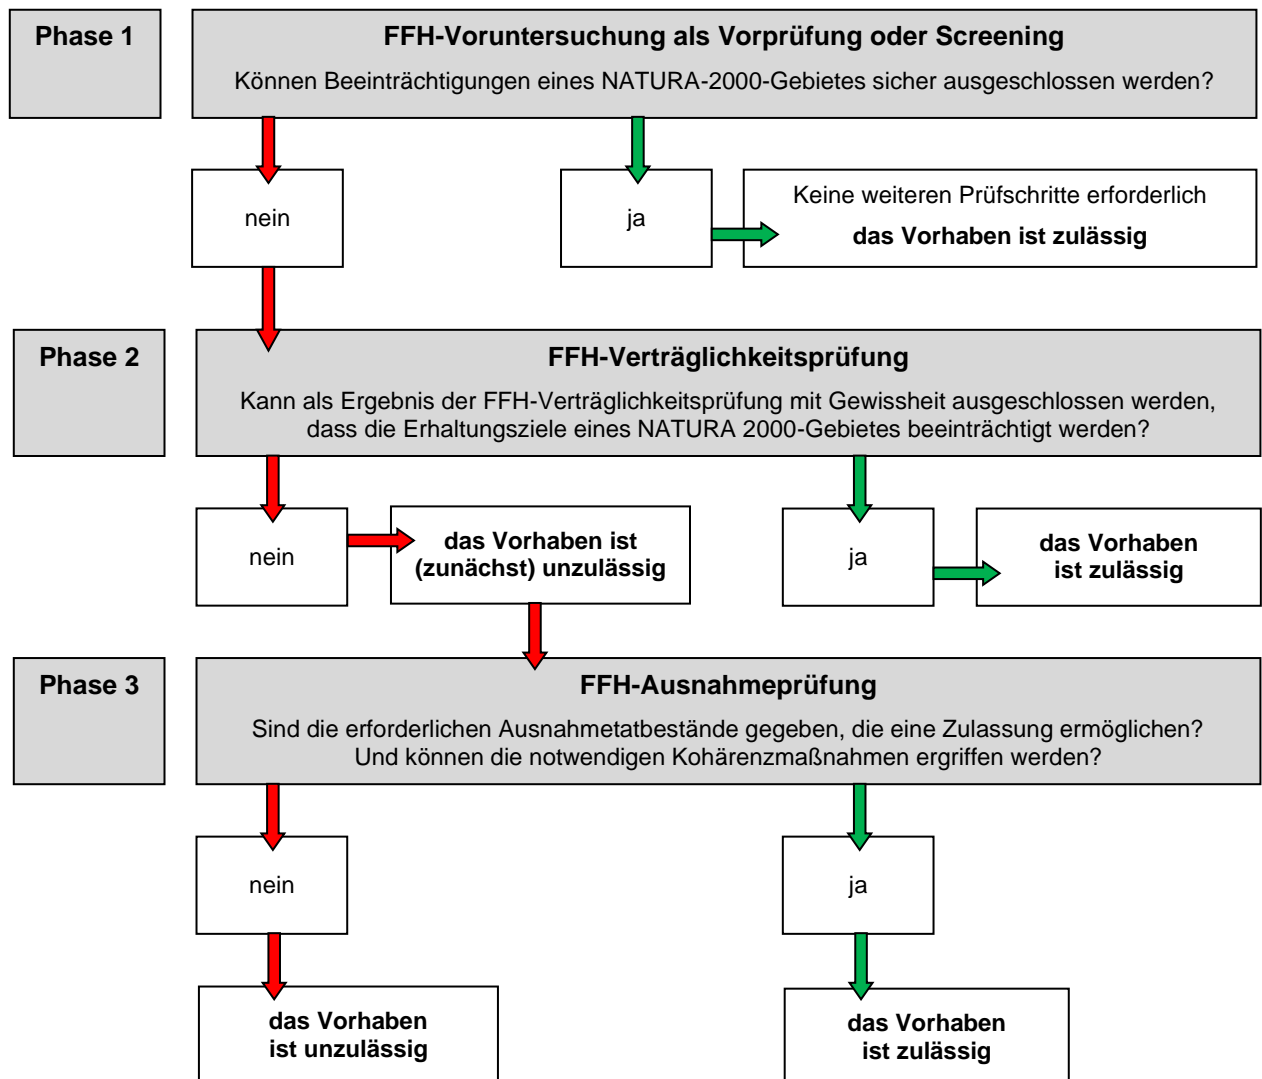 Phase 1
FFH-Voruntersuchung als Vorprüfung oder Screening
Können Beeinträchtigungen eines NATURA-2000-Gebietes sicher ausgeschlossen werden?
nein
ja
Keine weiteren Prüfschritte erforderlich
das Vorhaben ist zulässig
Phase 2
FFH-Verträglichkeitsprüfung
Kann als Ergebnis der FFH-Verträglichkeitsprüfung mit Gewissheit ausgeschlossen werden,
dass die Erhaltungsziele eines NATURA 2000-Gebietes beeinträchtigt werden?
nein
das Vorhaben ist
(zunächst) unzulässig
ja
das Vorhaben
ist zulässig
Phase 3
FFH-Ausnahmeprüfung
Sind die erforderlichen Ausnahmetatbestände gegeben, die eine Zulassung ermöglichen?
Und können die notwendigen Kohärenzmaßnahmen ergriffen werden?
nein
ja
das Vorhaben
ist unzulässig
das Vorhaben
ist zulässig